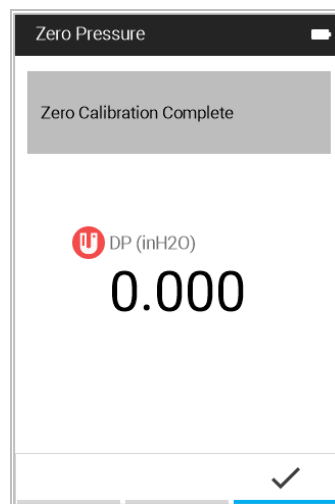 Zero Pressure
Zero Calibration Complete
DP (inH2O)
0.000